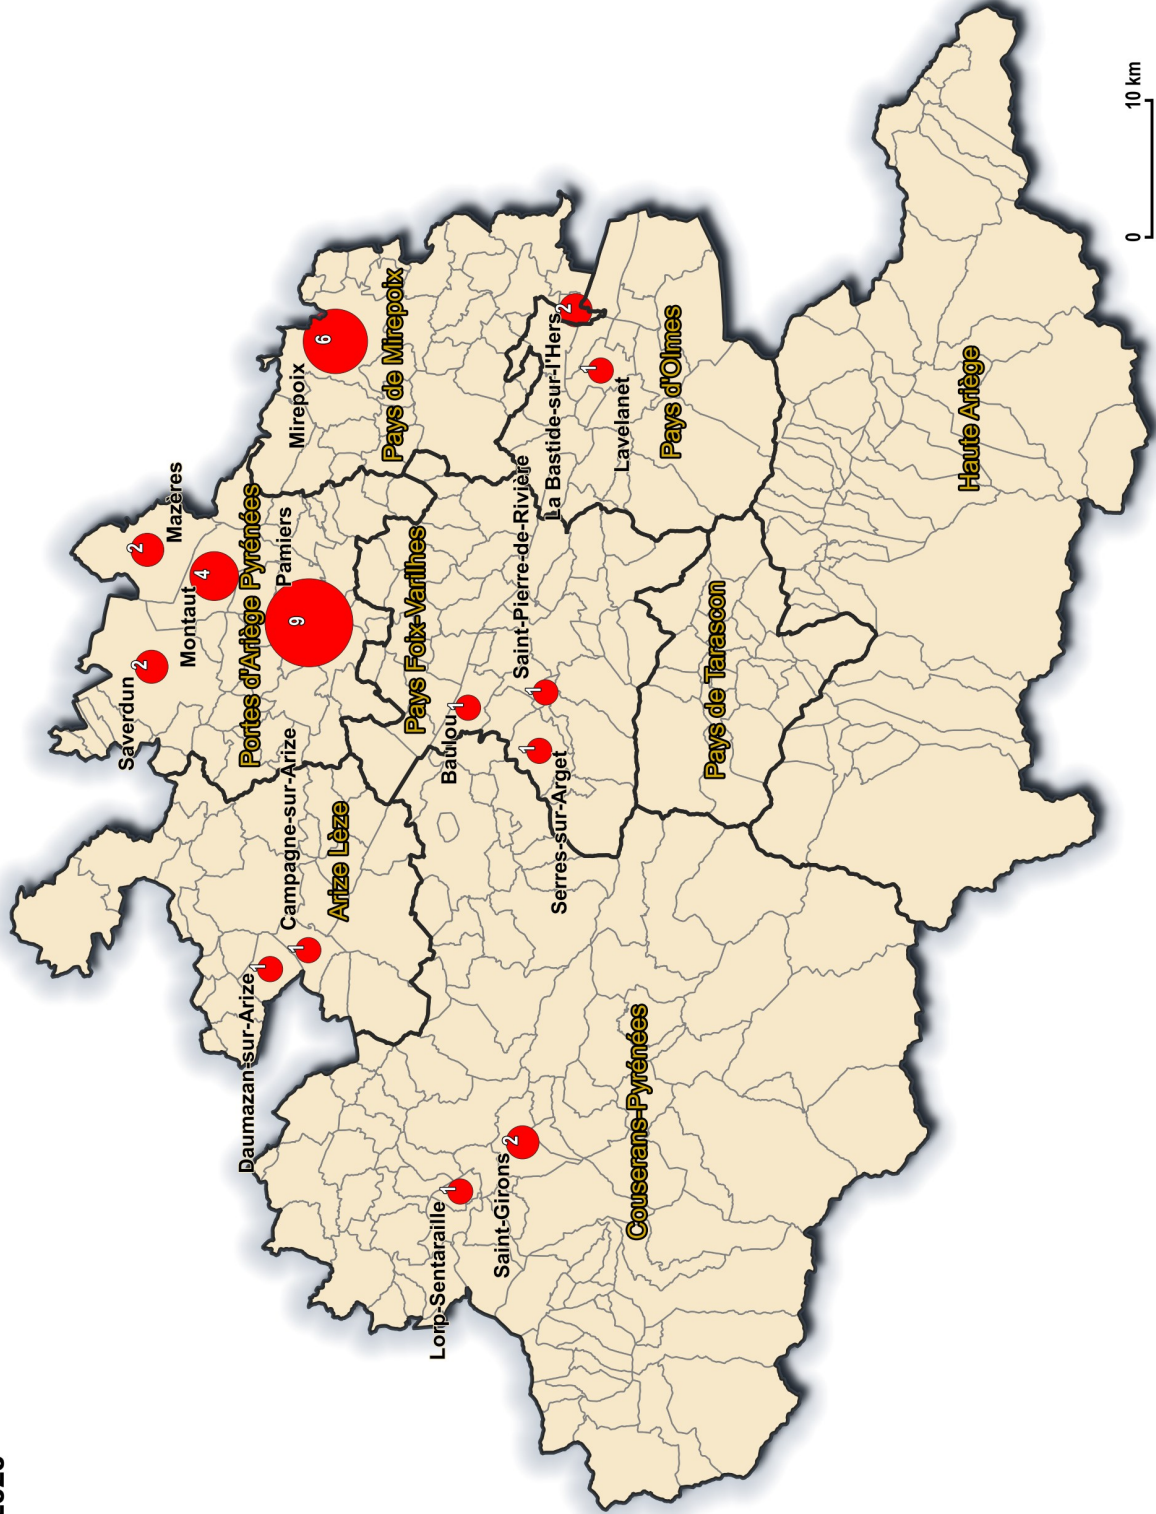 Saverdun
2
2
Mazères
Montaut
4
Daumazan-sur-Arize
1
Portes d'Ariège Pyrénées
Pamiers
9
Campagne-sur-Arize
1
Mirepoix
6
Arize Lèze
Pays de Mirepoix
Pays Foix-Varilhes
Lorp-Sentaraille
1
Baulou
1
Saint-Girons
2
Saint-Pierre-de-Rivière
1
Serres-sur-Arget
1
La Bastide-sur-l'Hers
2
1
Lavelanet
Couserans-Pyrénées
Pays d'Olmes
Pays de Tarascon
Haute Ariège
0 10 km